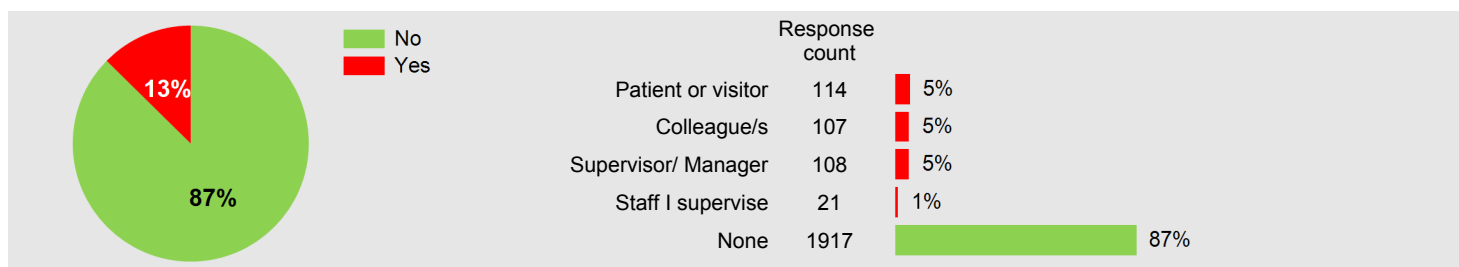 13%
87%
No
Yes
Response
count
Patient or visitor 114 5%
Colleague/s 107 5%
Supervisor/ Manager 108 5%
Staff I supervise 21 1%
None 1917 87%